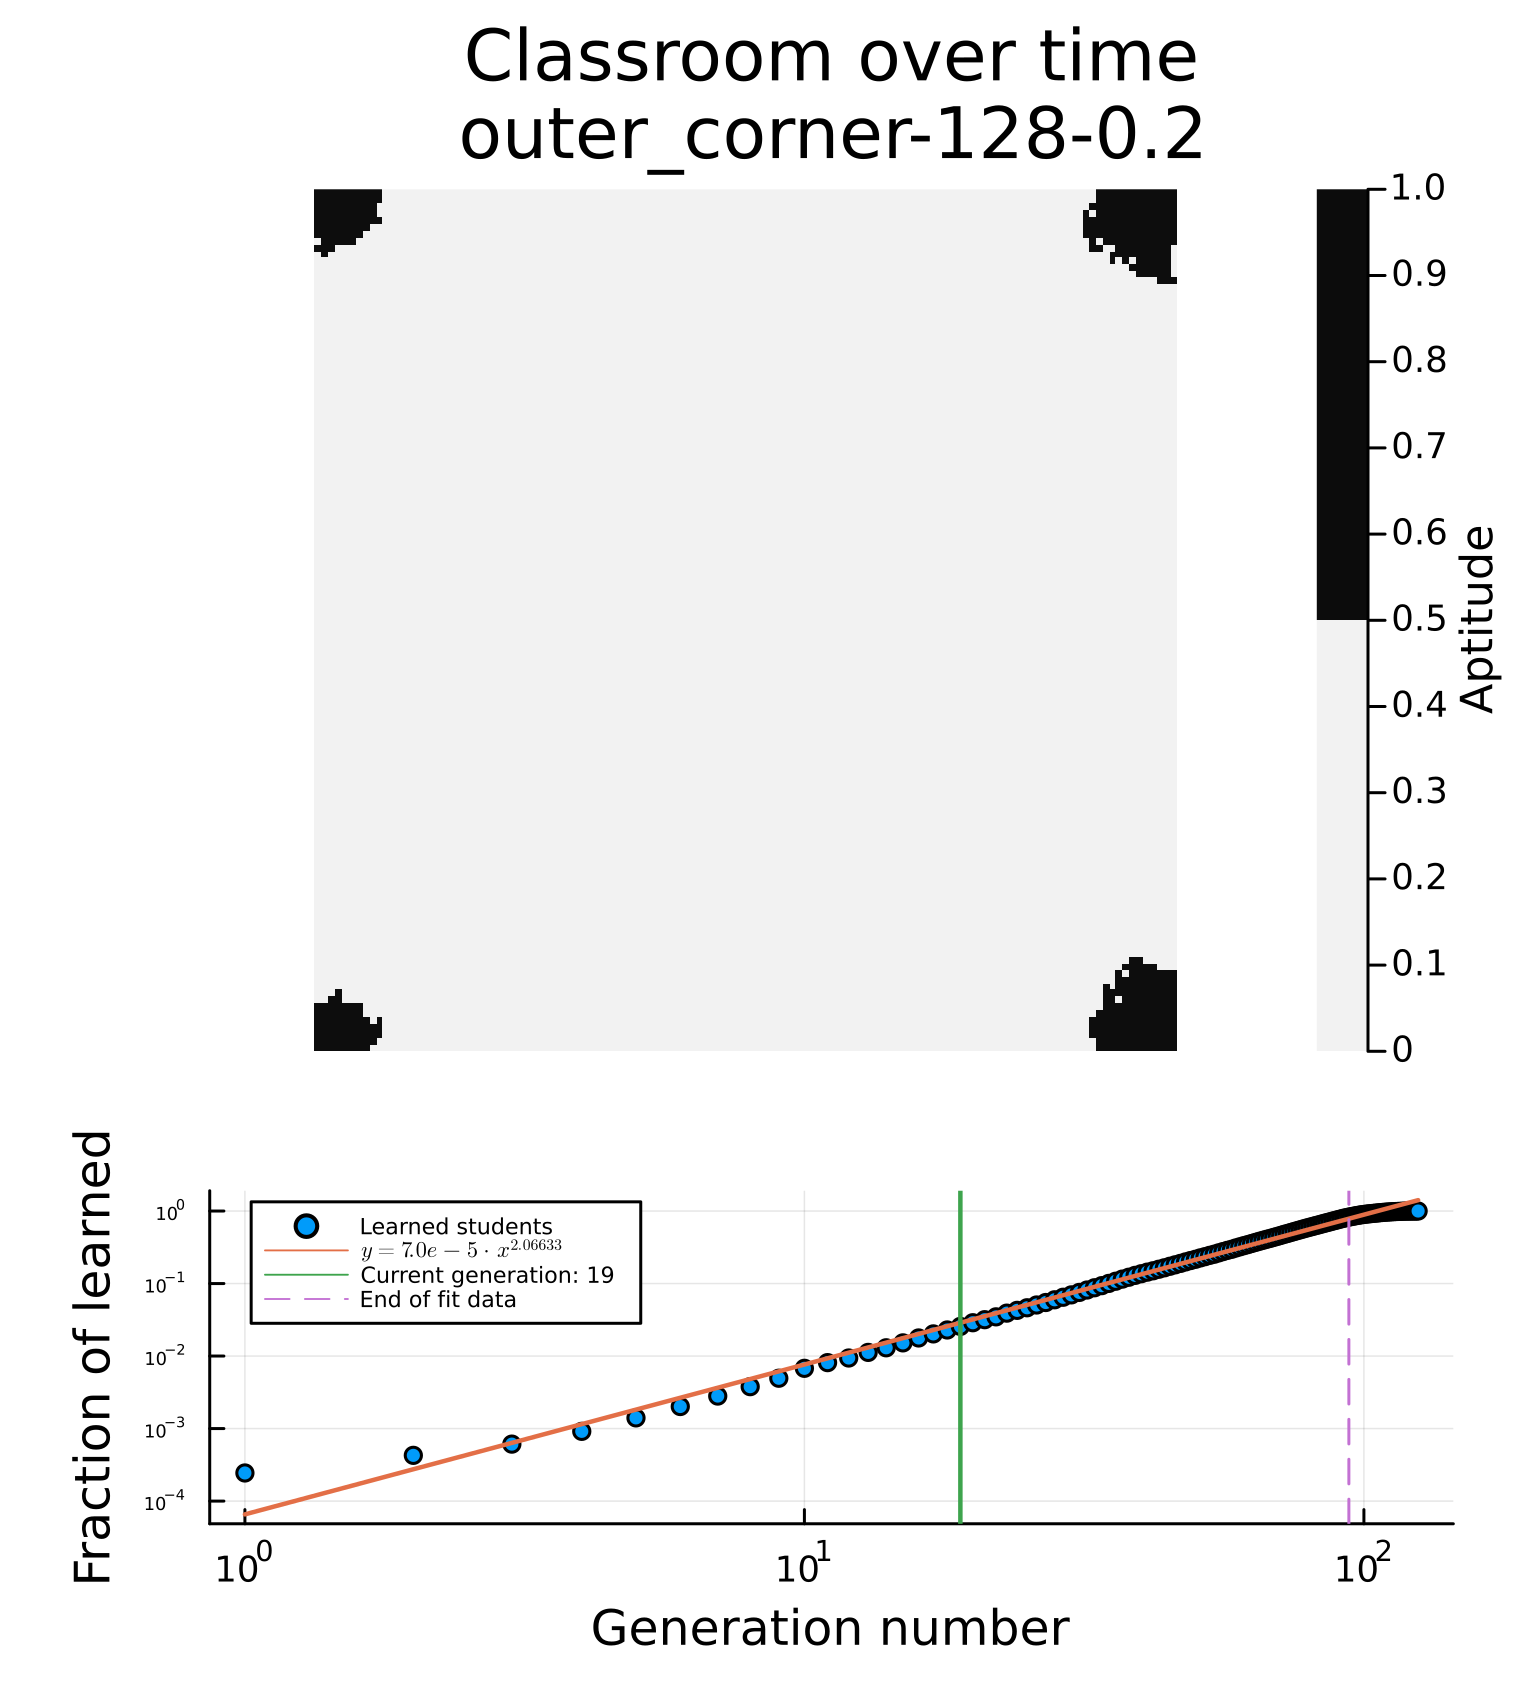 Classroom over time
outer_corner-128-0.2
1.0
0.9
0.8
0.7
0.6
0.5
0.4
0.3
0.2
0.1
0
Aptitude
Fraction of learned
10^0
10^-1
10^-2
10^-3
10^-4
Learned students
y = 7.0e − 5 · x^2.06633
Current generation: 19
End of fit data
10^0
10^1
10^2
Generation number